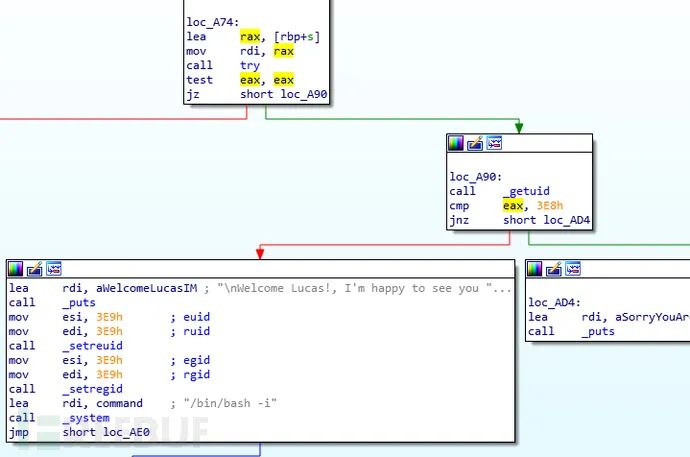 loc_A74:
lea rax, [rbp+s]
mov rdi, rax
call try
test eax, eax
jz short loc_A90
loc_A90:
call _getuid
cmp eax, 3E8h
jnz short loc_AD4
lea rdi, aWelcomeLucasIM ; "\nWelcome Lucas!, I'm happy to see you "...
call _puts
mov esi, 3E9h ; euid
mov edi, 3E9h ; ruid
call _setreuid
mov esi, 3E9h ; egid
mov edi, 3E9h ; rgid
call _setregid
lea rdi, command ; "/bin/bash -i"
call _system
jmp short loc_AE0
loc_AD4:
lea rdi, aSorryYouAr
call _puts